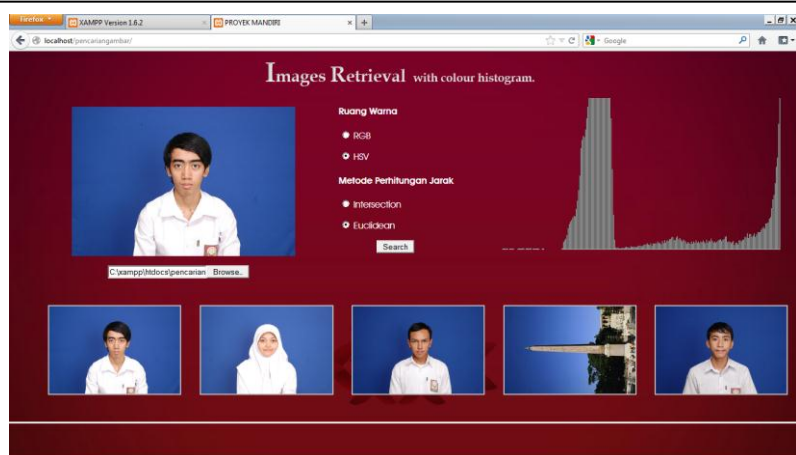 Firefox
XAMPP Version 1.6.2
PROYEK MANDIRI
localhost/pencariangambar/
Google
Images Retrieval with colour histogram.
Ruang Warna
RGB
HSV
Metode Perhitungan Jarak
Intersection
Euclidean
Search
C:\xampp\htdocs\pencarian Browse..